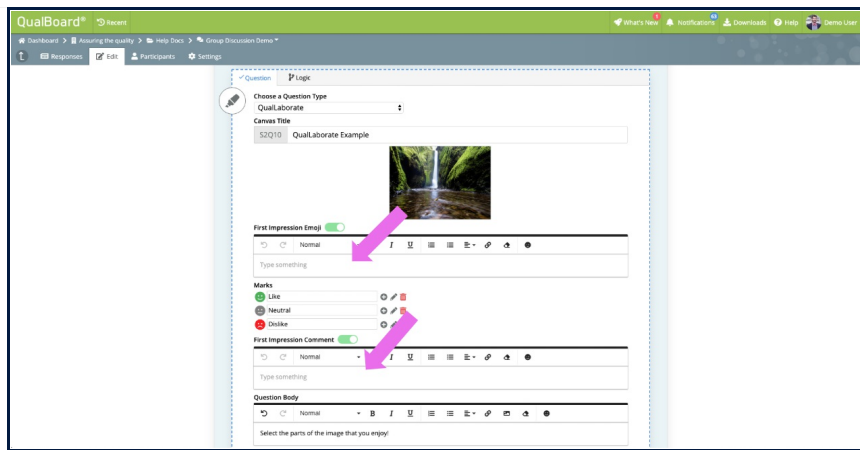 QualBoard® Recent What's New 1 Notifications 63 Downloads Help Demo User
Dashboard > Assuring the quality > Help Docs > Group Discussion Demo
Responses Edit Participants Settings
Question Logic
Choose a Question Type
QualLaborate
Canvas Title
S2Q10 QualLaborate Example
First Impression Emoji
Normal I U
Type something
Marks
Like
Neutral
Dislike
First Impression Comment
Normal I U
Type something
Question Body
Normal B I U
Select the parts of the image that you enjoy!